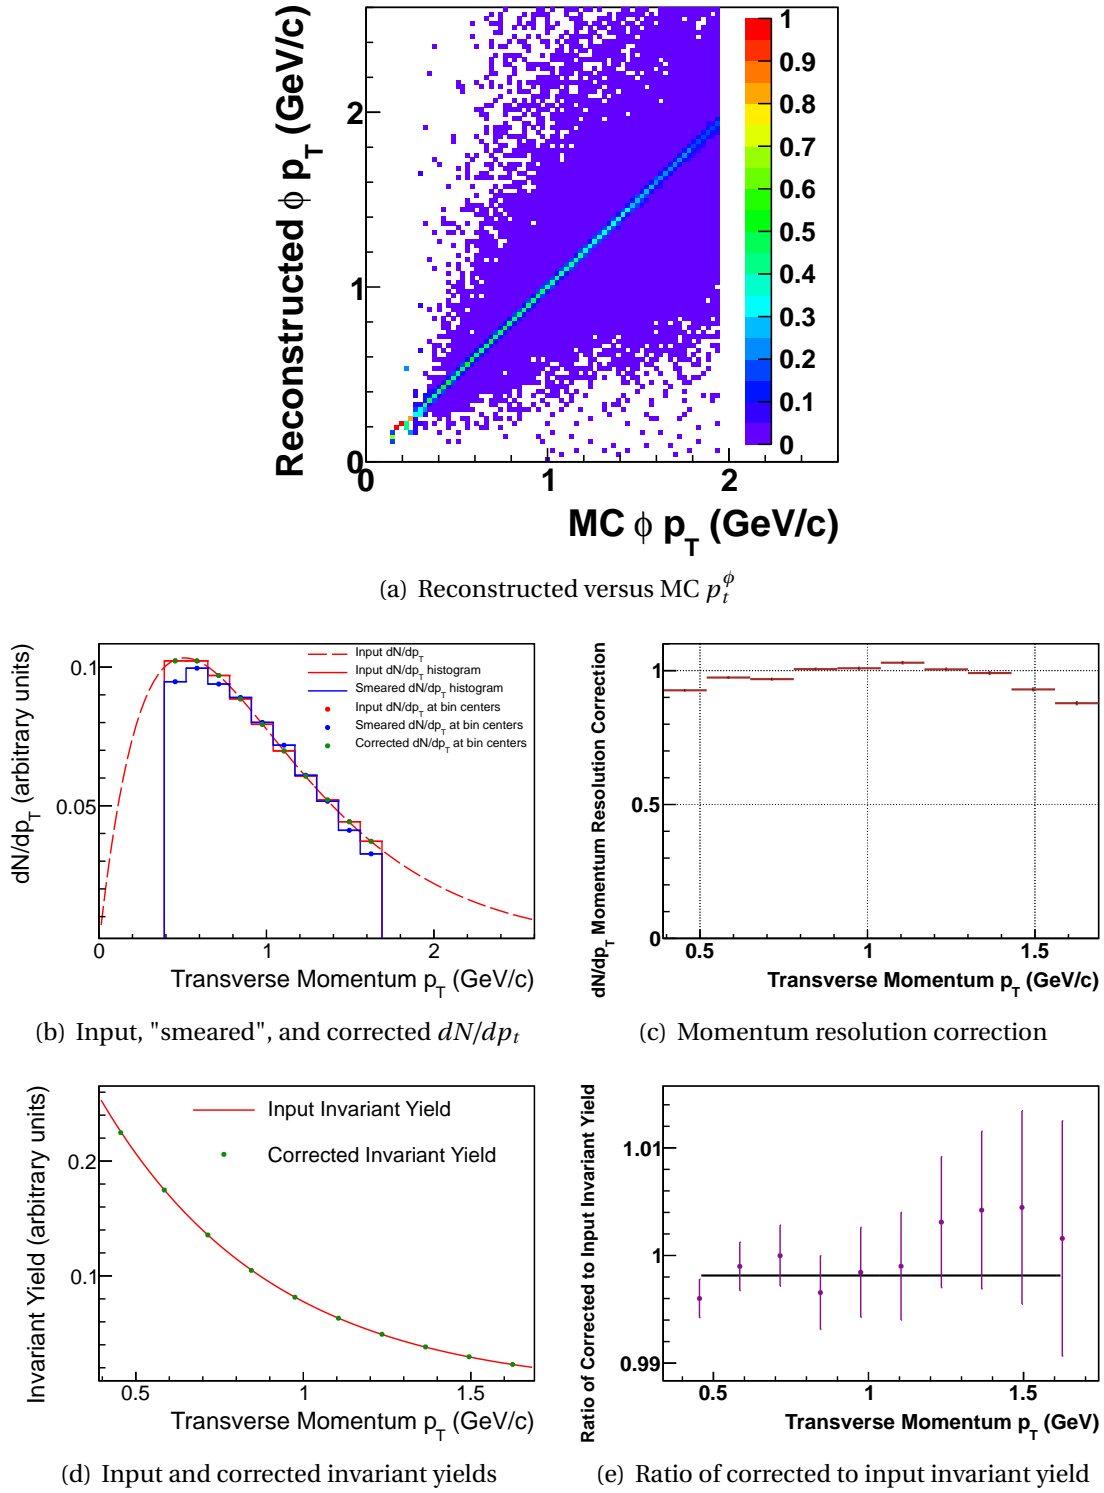 Reconstructed ϕ p_T (GeV/c)
2
1
0
0
1
2
1
0.9
0.8
0.7
0.6
0.5
0.4
0.3
0.2
0.1
0
MC ϕ p_T (GeV/c)
(a) Reconstructed versus MC p_t^ϕ
dN/dp_T (arbitrary units)
0.1
0.05
Input dN/dp_T
Input dN/dp_T histogram
Smeared dN/dp_T histogram
Input dN/dp_T at bin centers
Smeared dN/dp_T at bin centers
Corrected dN/dp_T at bin centers
0
1
2
Transverse Momentum p_T (GeV/c)
(b) Input, "smeared", and corrected dN/dp_t
dN/dp_T Momentum Resolution Correction
1
0.5
0
0.5
1
1.5
Transverse Momentum p_T (GeV/c)
(c) Momentum resolution correction
Invariant Yield (arbitrary units)
0.2
0.1
Input Invariant Yield
Corrected Invariant Yield
0.5
1
1.5
Transverse Momentum p_T (GeV/c)
(d) Input and corrected invariant yields
Ratio of Corrected to Input Invariant Yield
1.01
1
0.99
0.5
1
1.5
Transverse Momentum p_T (GeV)
(e) Ratio of corrected to input invariant yield